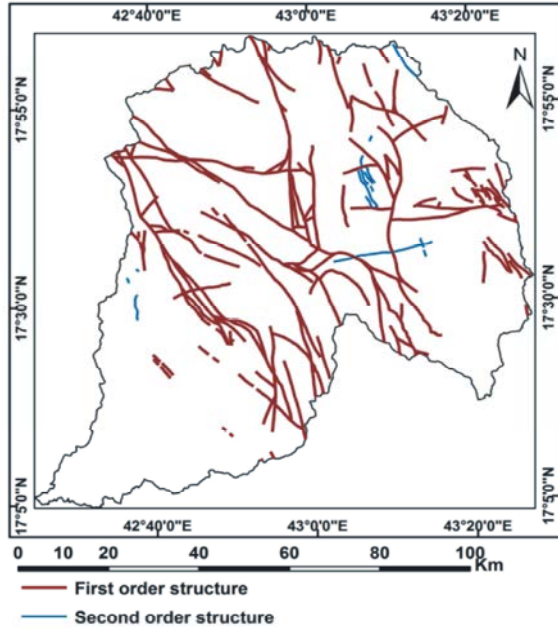 42°40'0"E 43°0'0"E 43°20'0"E
N
17°55'0"N 17°55'0"N
17°30'0"N 17°30'0"N
17°5'0"N 17°5'0"N
42°40'0"E 43°0'0"E 43°20'0"E
0 10 20 40 60 80 100
Km
First order structure
Second order structure